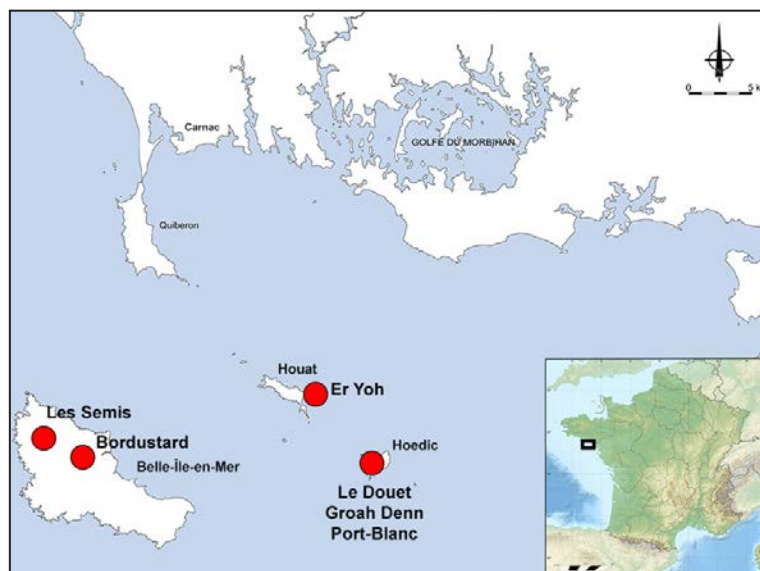 0
5 k
Carnac
GOLFE DU MORBIHAN
Quiberon
Houat
Er Yoh
Les Semis
Bordustard
Belle-Île-en-Mer
Hoedic
Le Douet
Groah Denn
Port-Blanc